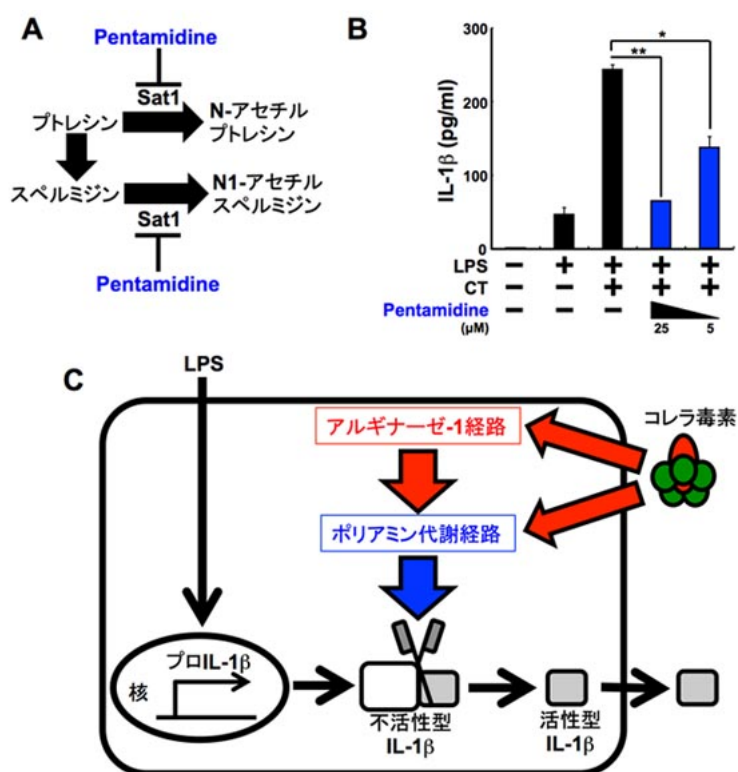 A
Pentamidine
Sat1
プトレシン
N-アセチル
プトレシン
スペルミジン
N1-アセチル
スペルミジン
Sat1
Pentamidine
B
IL-1β (pg/ml)
300
200
100
0
*
**
LPS − + + + +
CT − − + + +
Pentamidine − − −
(μM) 25 5
C
LPS
アルギナーゼ-1経路
コレラ毒素
ポリアミン代謝経路
プロIL-1β
核
不活性型
IL-1β
活性型
IL-1β